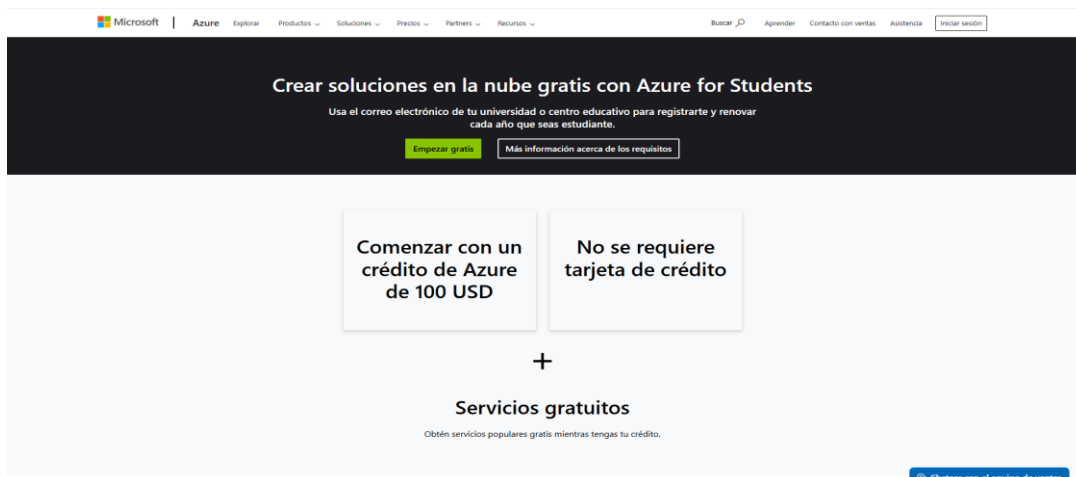 Microsoft Azure Explorar Productos Soluciones Precios Partners Recursos Buscar Aprender Contacto con ventas Asistencia Iniciar sesión
Crear soluciones en la nube gratis con Azure for Students
Usa el correo electrónico de tu universidad o centro educativo para registrarte y renovar
cada año que seas estudiante.
Empezar gratis Más información acerca de los requisitos
Comenzar con un
crédito de Azure
de 100 USD
No se requiere
tarjeta de crédito
+
Servicios gratuitos
Obtén servicios populares gratis mientras tengas tu crédito.